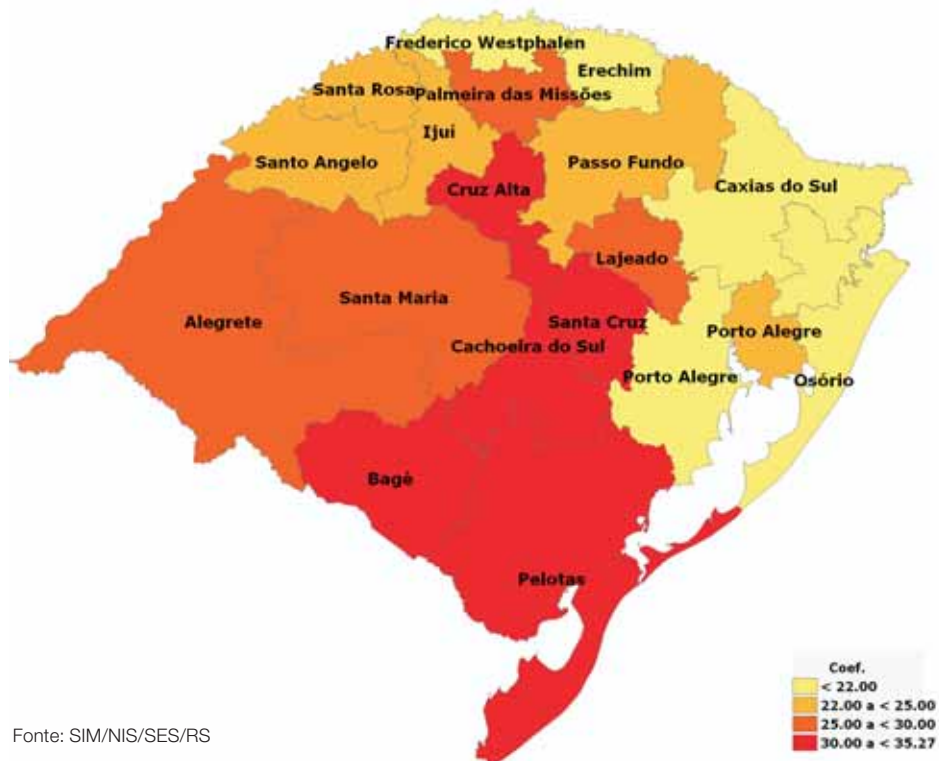 Frederico Westphalen
Erechim
Santa Rosa
Palmeira das Missões
Ijuí
Santo Angelo
Passo Fundo
Cruz Alta
Caxias do Sul
Lajeado
Santa Maria
Alegrete
Santa Cruz
Porto Alegre
Cachoeira do Sul
Porto Alegre
Osório
Bagé
Pelotas
Coef.
< 22.00
22.00 a < 25.00
25.00 a < 30.00
30.00 a < 35.27
Fonte: SIM/NIS/SES/RS